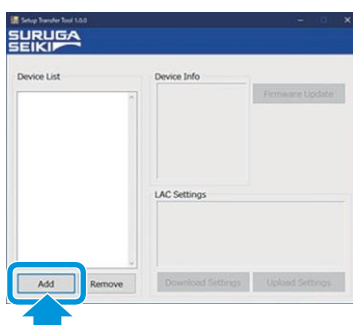 Setup Transfer Tool 1.0.0
SURUGA
SEIKI
Device List
Device Info
Firmware Update
LAC Settings
Add
Remove
Download Settings
Upload Settings